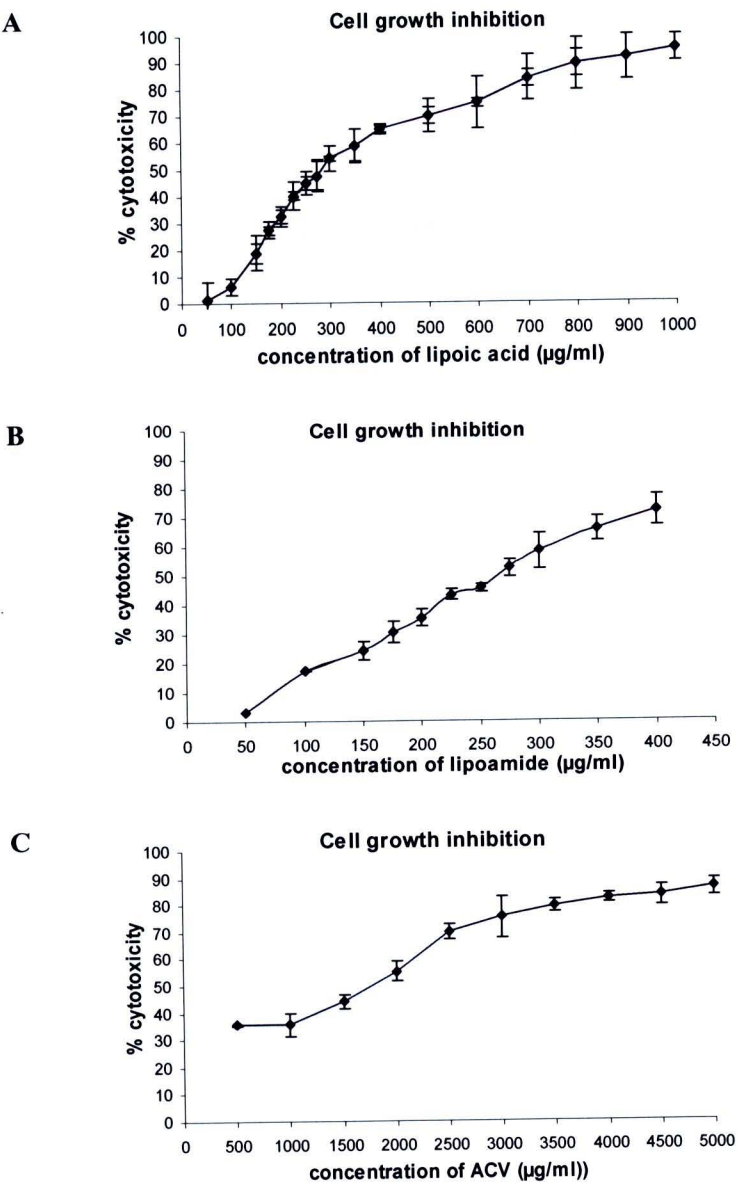 A
Cell growth inhibition
100
90
80
70
60
50
40
30
20
10
0
% cytotoxicity
0 100 200 300 400 500 600 700 800 900 1000
concentration of lipoic acid (µg/ml)
B
Cell growth inhibition
100
90
80
70
60
50
40
30
20
10
0
% cytotoxicity
0 50 100 150 200 250 300 350 400 450
concentration of lipoamide (µg/ml)
C
Cell growth inhibition
100
90
80
70
60
50
40
30
20
10
0
% cytotoxicity
0 500 1000 1500 2000 2500 3000 3500 4000 4500 5000
concentration of ACV (µg/ml))